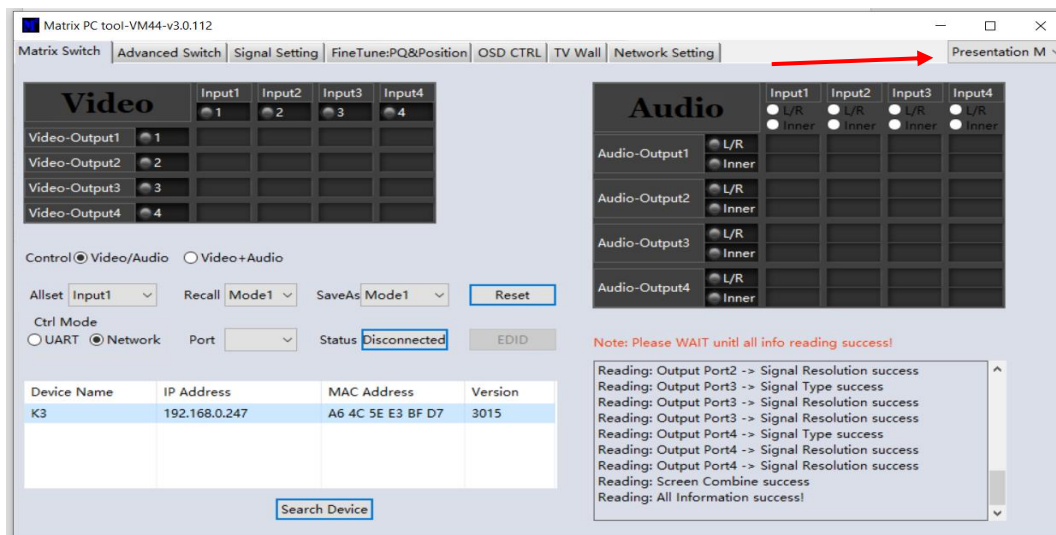 Matrix PC tool-VM44-v3.0.112
Matrix Switch Advanced Switch Signal Setting FineTune:PQ&Position OSD CTRL TV Wall Network Setting Presentation M
Video Input1 Input2 Input3 Input4
1 2 3 4
Video-Output1 1
Video-Output2 2
Video-Output3 3
Video-Output4 4
Audio Input1 Input2 Input3 Input4
L/R L/R L/R L/R
Inner Inner Inner Inner
Audio-Output1 L/R
Inner
Audio-Output2 L/R
Inner
Audio-Output3 L/R
Inner
Audio-Output4 L/R
Inner
Control Video/Audio Video+Audio
Allset Input1 Recall Mode1 SaveAs Mode1 Reset
Ctrl Mode
UART Network Port Status Disconnected EDID
Device Name IP Address MAC Address Version
K3 192.168.0.247 A6 4C 5E E3 BF D7 3015
Search Device
Note: Please WAIT unitl all info reading success!
Reading: Output Port2 -> Signal Resolution success
Reading: Output Port3 -> Signal Type success
Reading: Output Port3 -> Signal Resolution success
Reading: Output Port3 -> Signal Resolution success
Reading: Output Port4 -> Signal Type success
Reading: Output Port4 -> Signal Resolution success
Reading: Output Port4 -> Signal Resolution success
Reading: Screen Combine success
Reading: All Information success!